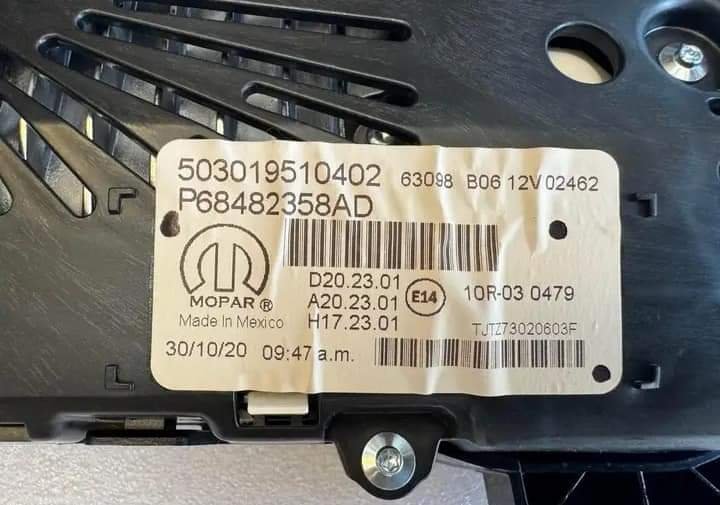 503019510402 63098 B06 12V 02462
P68482358AD
MOPAR ®
Made In Mexico
D20.23.01
A20.23.01
H17.23.01
E14
10R-03 0479
TJTZ73020603F
30/10/20 09:47 a.m.